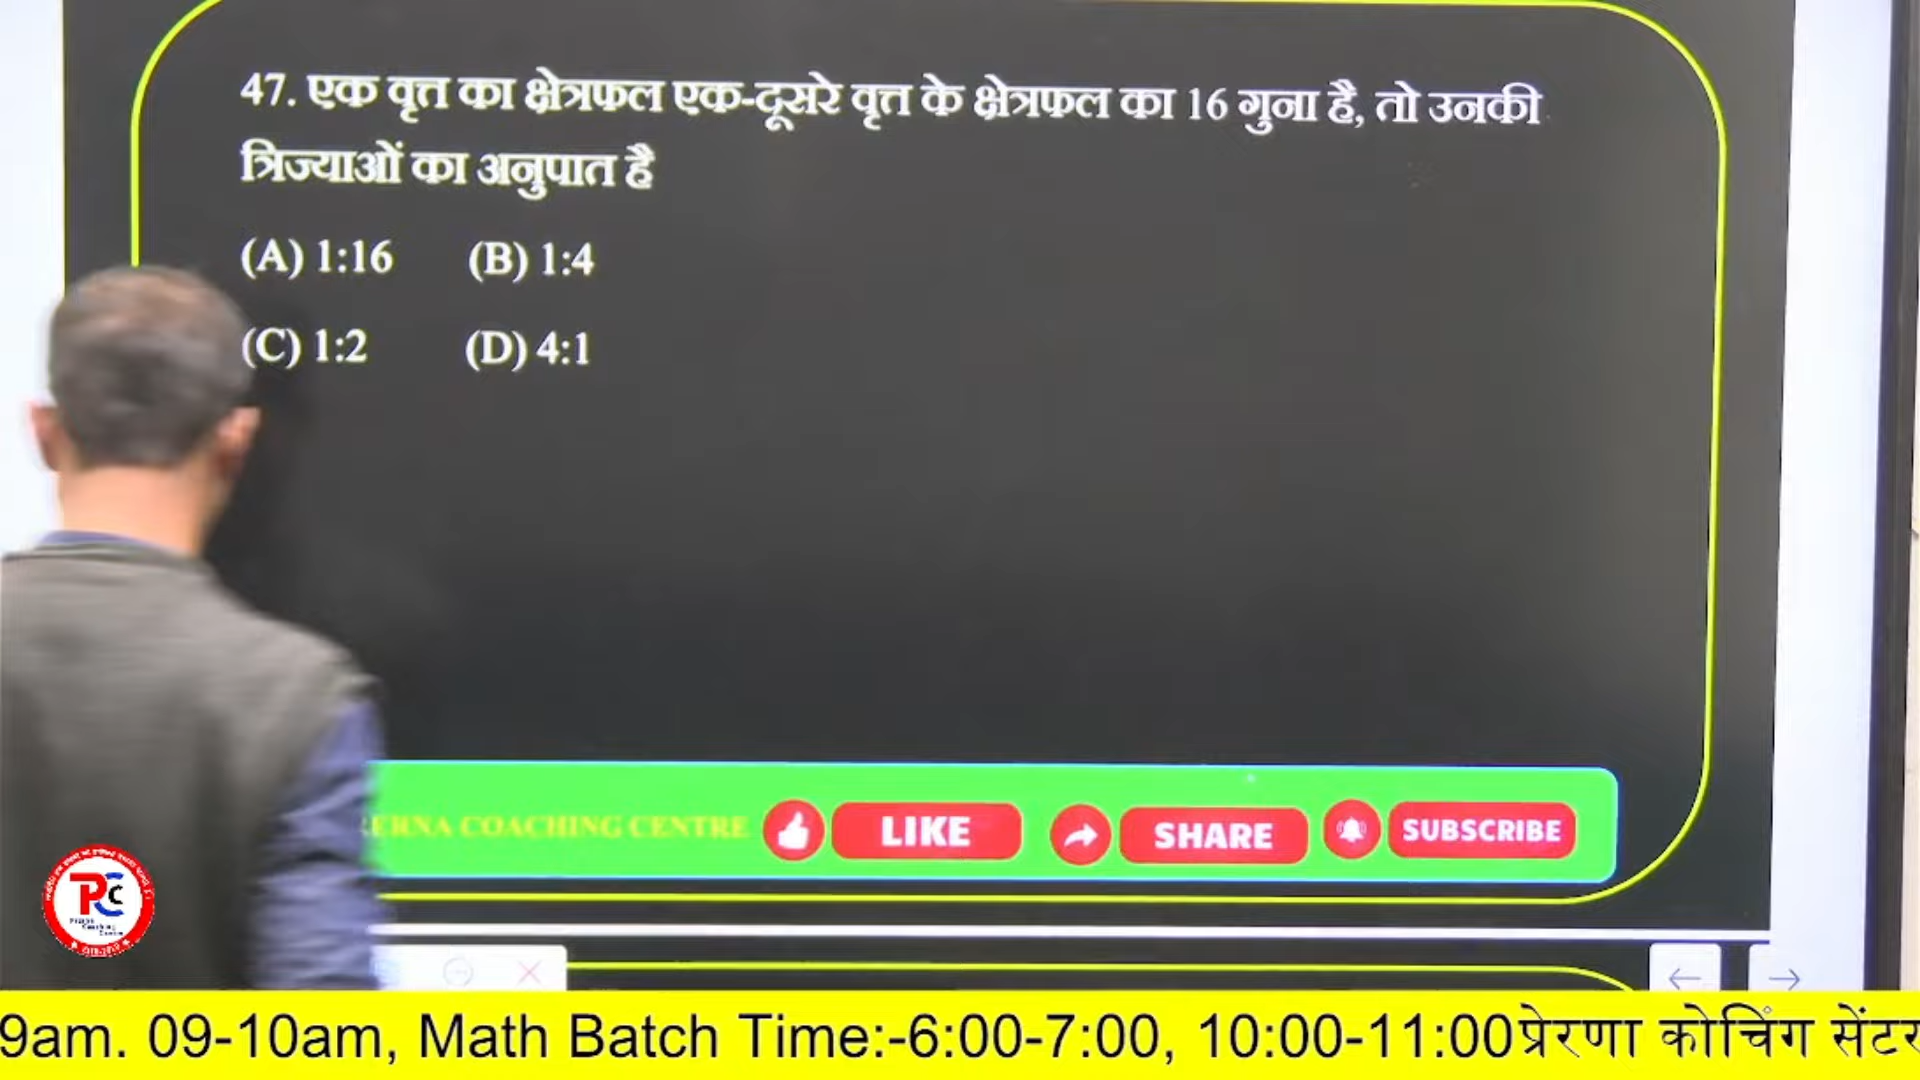 47. एक वृत्त का क्षेत्रफल एक-दूसरे वृत्त के क्षेत्रफल का 16 गुना है, तो उनकी
त्रिज्याओं का अनुपात है
(A) 1:16 (B) 1:4
(C) 1:2 (D) 4:1
COACHING CENTRE LIKE SHARE SUBSCRIBE
PCC
9am. 09-10am, Math Batch Time:-6:00-7:00, 10:00-11:00प्रेरणा कोचिंग सेंटर